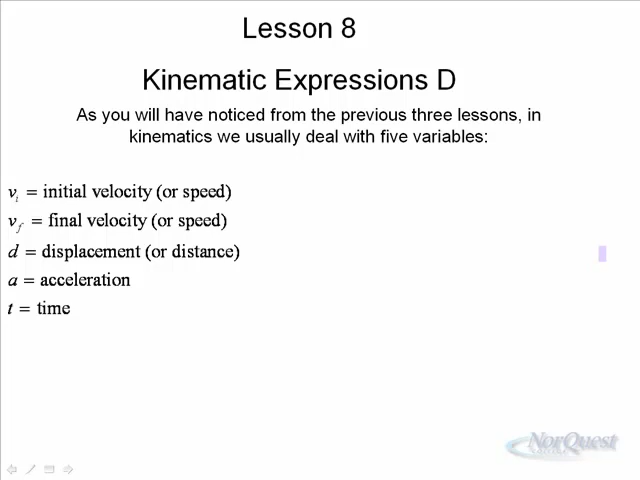 Lesson 8
Kinematic Expressions D
As you will have noticed from the previous three lessons, in
kinematics we usually deal with five variables:
v_i = initial velocity (or speed)
v_f = final velocity (or speed)
d = displacement (or distance)
a = acceleration
t = time
NorQuest